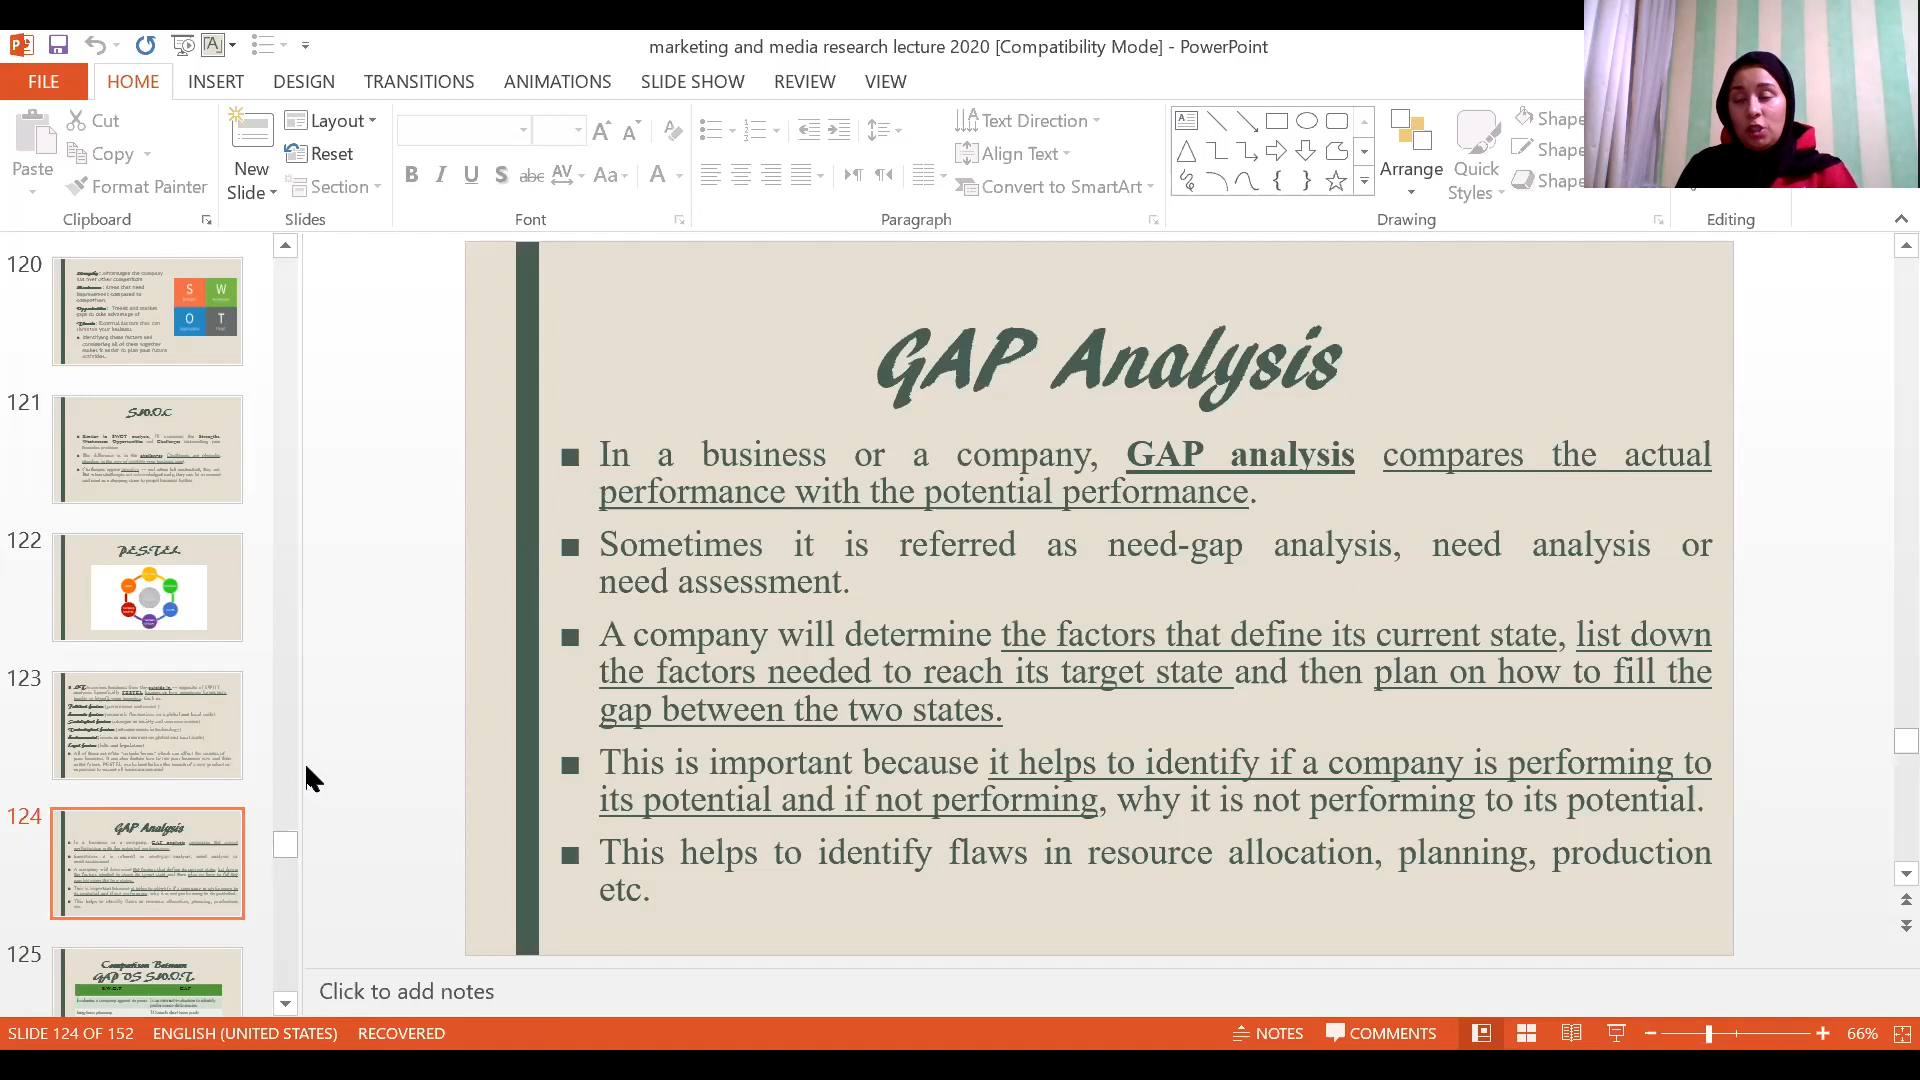 marketing and media research lecture 2020 [Compatibility Mode] - PowerPoint
FILE HOME INSERT DESIGN TRANSITIONS ANIMATIONS SLIDE SHOW REVIEW VIEW
Paste
Cut
Copy
Format Painter
Clipboard
New
Slide
Layout
Reset
Section
Slides
Font
Text Direction
Align Text
Convert to SmartArt
Paragraph
Arrange
Quick
Styles
Shape
Shape
Shape
Drawing
Editing
120
S W
O T
121
S.W.O.C
122
PESTEL
123
124
GAP Analysis
125
Comparison Between
GAP VS S.W.O.T.
GAP Analysis
■ In a business or a company, GAP analysis compares the actual
performance with the potential performance.
■ Sometimes it is referred as need-gap analysis, need analysis or
need assessment.
■ A company will determine the factors that define its current state, list down
the factors needed to reach its target state and then plan on how to fill the
gap between the two states.
■ This is important because it helps to identify if a company is performing to
its potential and if not performing, why it is not performing to its potential.
■ This helps to identify flaws in resource allocation, planning, production
etc.
Click to add notes
SLIDE 124 OF 152 ENGLISH (UNITED STATES) RECOVERED NOTES COMMENTS 66%